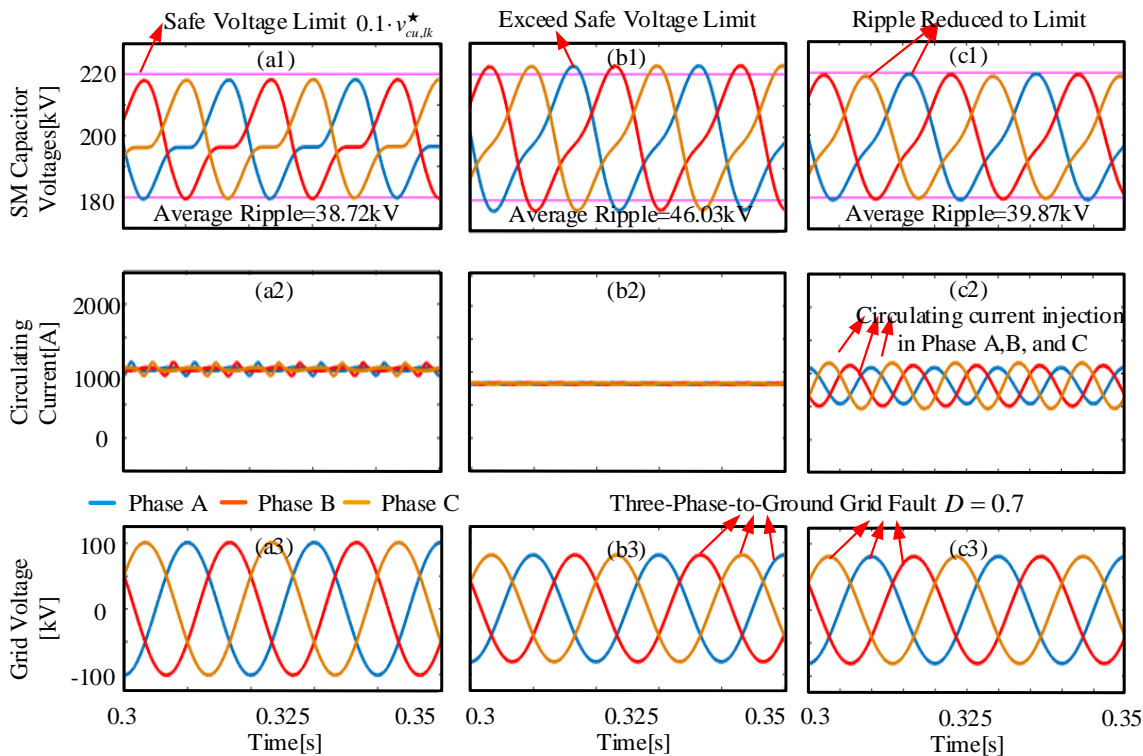 Safe Voltage Limit 0.1·v★cu,lk
Exceed Safe Voltage Limit
Ripple Reduced to Limit
SM Capacitor
Voltages[kV]
220
200
180
(a1)
Average Ripple=38.72kV
(b1)
Average Ripple=46.03kV
(c1)
Average Ripple=39.87kV
Circulating
Current[A]
2000
1000
0
(a2)
(b2)
(c2)
Circulating current injection
in Phase A,B, and C
Phase A Phase B Phase C
Three-Phase-to-Ground Grid Fault D = 0.7
Grid Voltage
[kV]
100
0
-100
(a3)
(b3)
(c3)
0.3 0.325 0.35
Time[s]
0.3 0.325 0.35
Time[s]
0.3 0.325 0.35
Time[s]